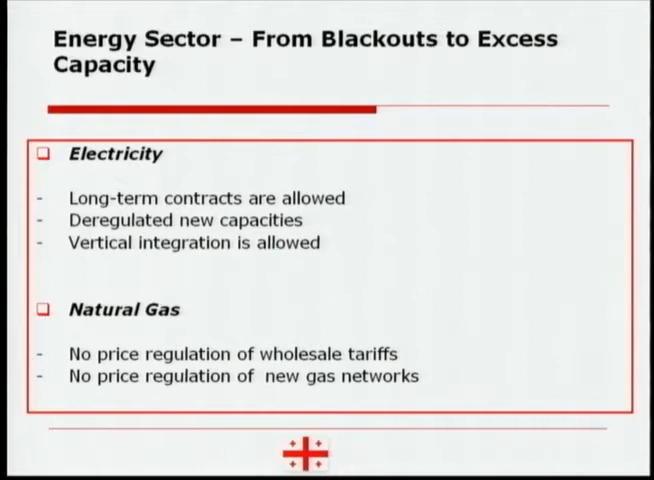 Energy Sector – From Blackouts to Excess
Capacity
❑ Electricity
- Long-term contracts are allowed
- Deregulated new capacities
- Vertical integration is allowed
❑ Natural Gas
- No price regulation of wholesale tariffs
- No price regulation of  new gas networks